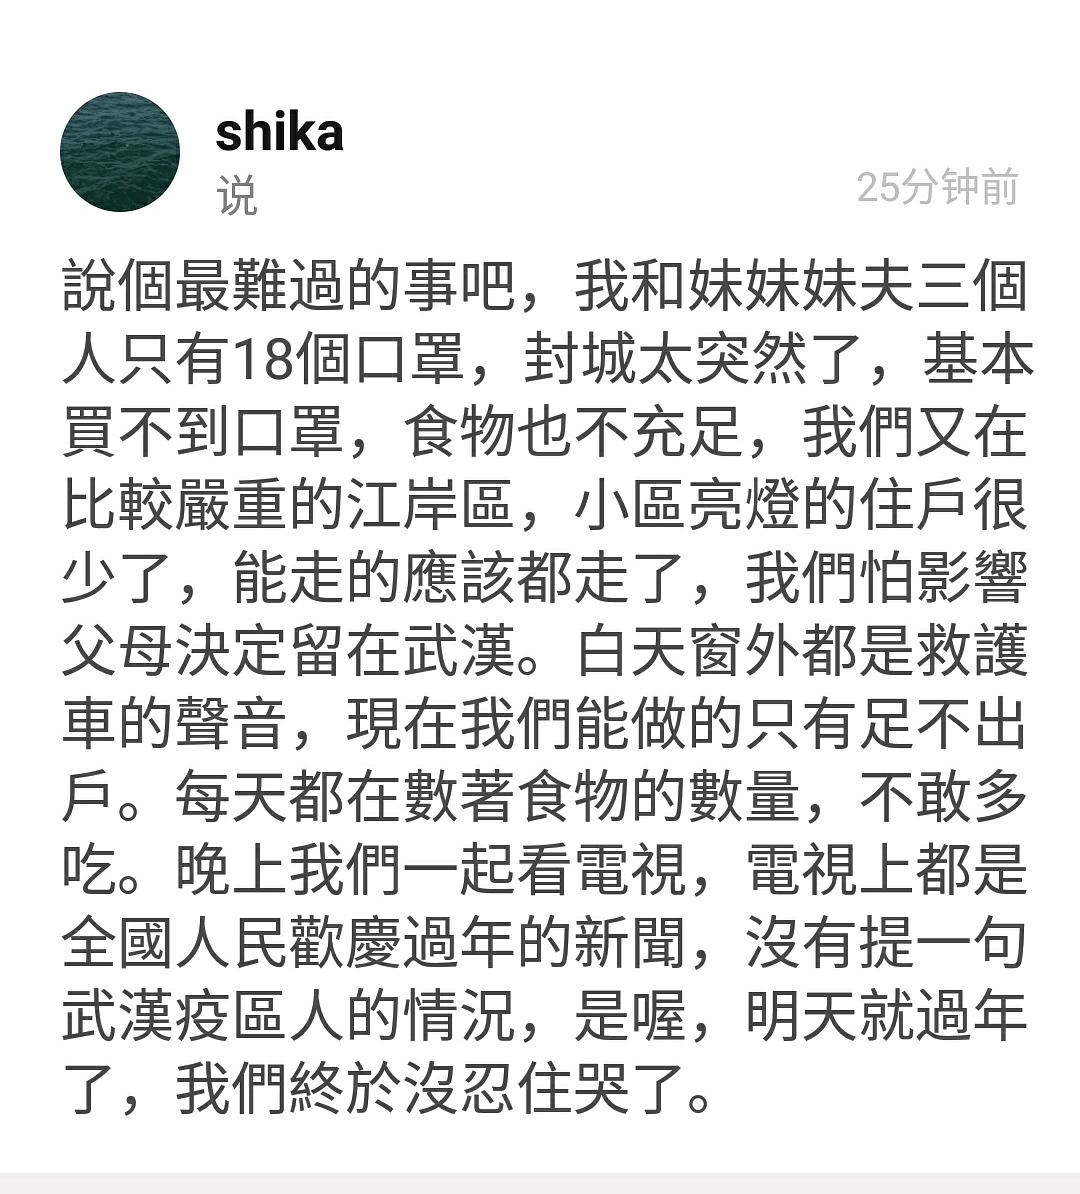 shika
说
25分钟前
說個最難過的事吧，我和妹妹妹夫三個
人只有18個口罩，封城太突然了，基本
買不到口罩，食物也不充足，我們又在
比較嚴重的江岸區，小區亮燈的住戶很
少了，能走的應該都走了，我們怕影響
父母決定留在武漢。白天窗外都是救護
車的聲音，現在我們能做的只有足不出
戶。每天都在數著食物的數量，不敢多
吃。晚上我們一起看電視，電視上都是
全國人民歡慶過年的新聞，沒有提一句
武漢疫區人的情況，是喔，明天就過年
了，我們終於沒忍住哭了。